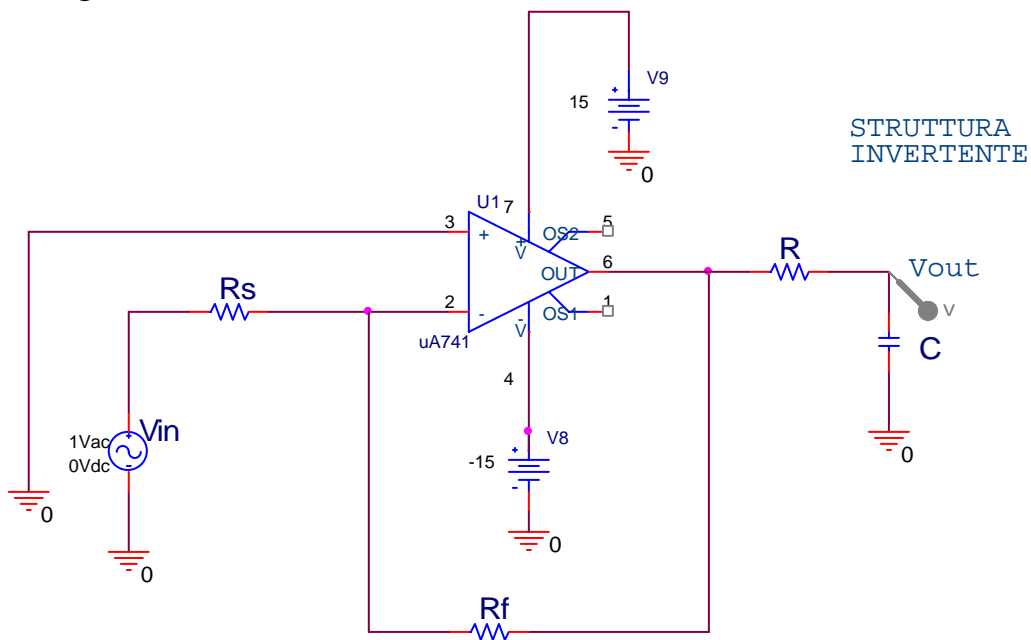 V9
15
+
-
0
STRUTTURA
INVERTENTE
U1
7
3
+
+
V
OS2
5
OUT
6
R
Vout
V
Rs
2
-
-
V
OS1
1
uA741
C
4
0
1Vac
0Vdc
+
-
Vin
V8
-15
+
-
0
0
0
Rf